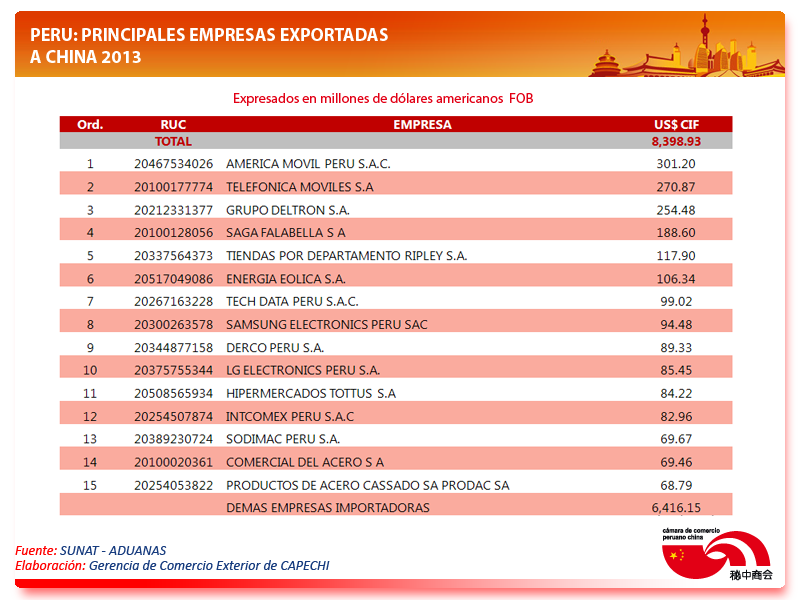 PERU: PRINCIPALES EMPRESAS EXPORTADAS
A CHINA 2013
Expresados en millones de dólares americanos FOB
Ord. RUC EMPRESA US$ CIF
TOTAL 8,398.93
1 20467534026 AMERICA MOVIL PERU S.A.C. 301.20
2 20100177774 TELEFONICA MOVILES S.A 270.87
3 20212331377 GRUPO DELTRON S.A. 254.48
4 20100128056 SAGA FALABELLA S A 188.60
5 20337564373 TIENDAS POR DEPARTAMENTO RIPLEY S.A. 117.90
6 20517049086 ENERGIA EOLICA S.A. 106.34
7 20267163228 TECH DATA PERU S.A.C. 99.02
8 20300263578 SAMSUNG ELECTRONICS PERU SAC 94.48
9 20344877158 DERCO PERU S.A. 89.33
10 20375755344 LG ELECTRONICS PERU S.A. 85.45
11 20508565934 HIPERMERCADOS TOTTUS S.A 84.22
12 20254507874 INTCOMEX PERU S.A.C 82.96
13 20389230724 SODIMAC PERU S.A. 69.67
14 20100020361 COMERCIAL DEL ACERO S A 69.46
15 20254053822 PRODUCTOS DE ACERO CASSADO SA PRODAC SA 68.79
DEMAS EMPRESAS IMPORTADORAS 6,416.15
cámara de comercio
peruano china
秘中商会
Fuente: SUNAT - ADUANAS
Elaboración: Gerencia de Comercio Exterior de CAPECHI